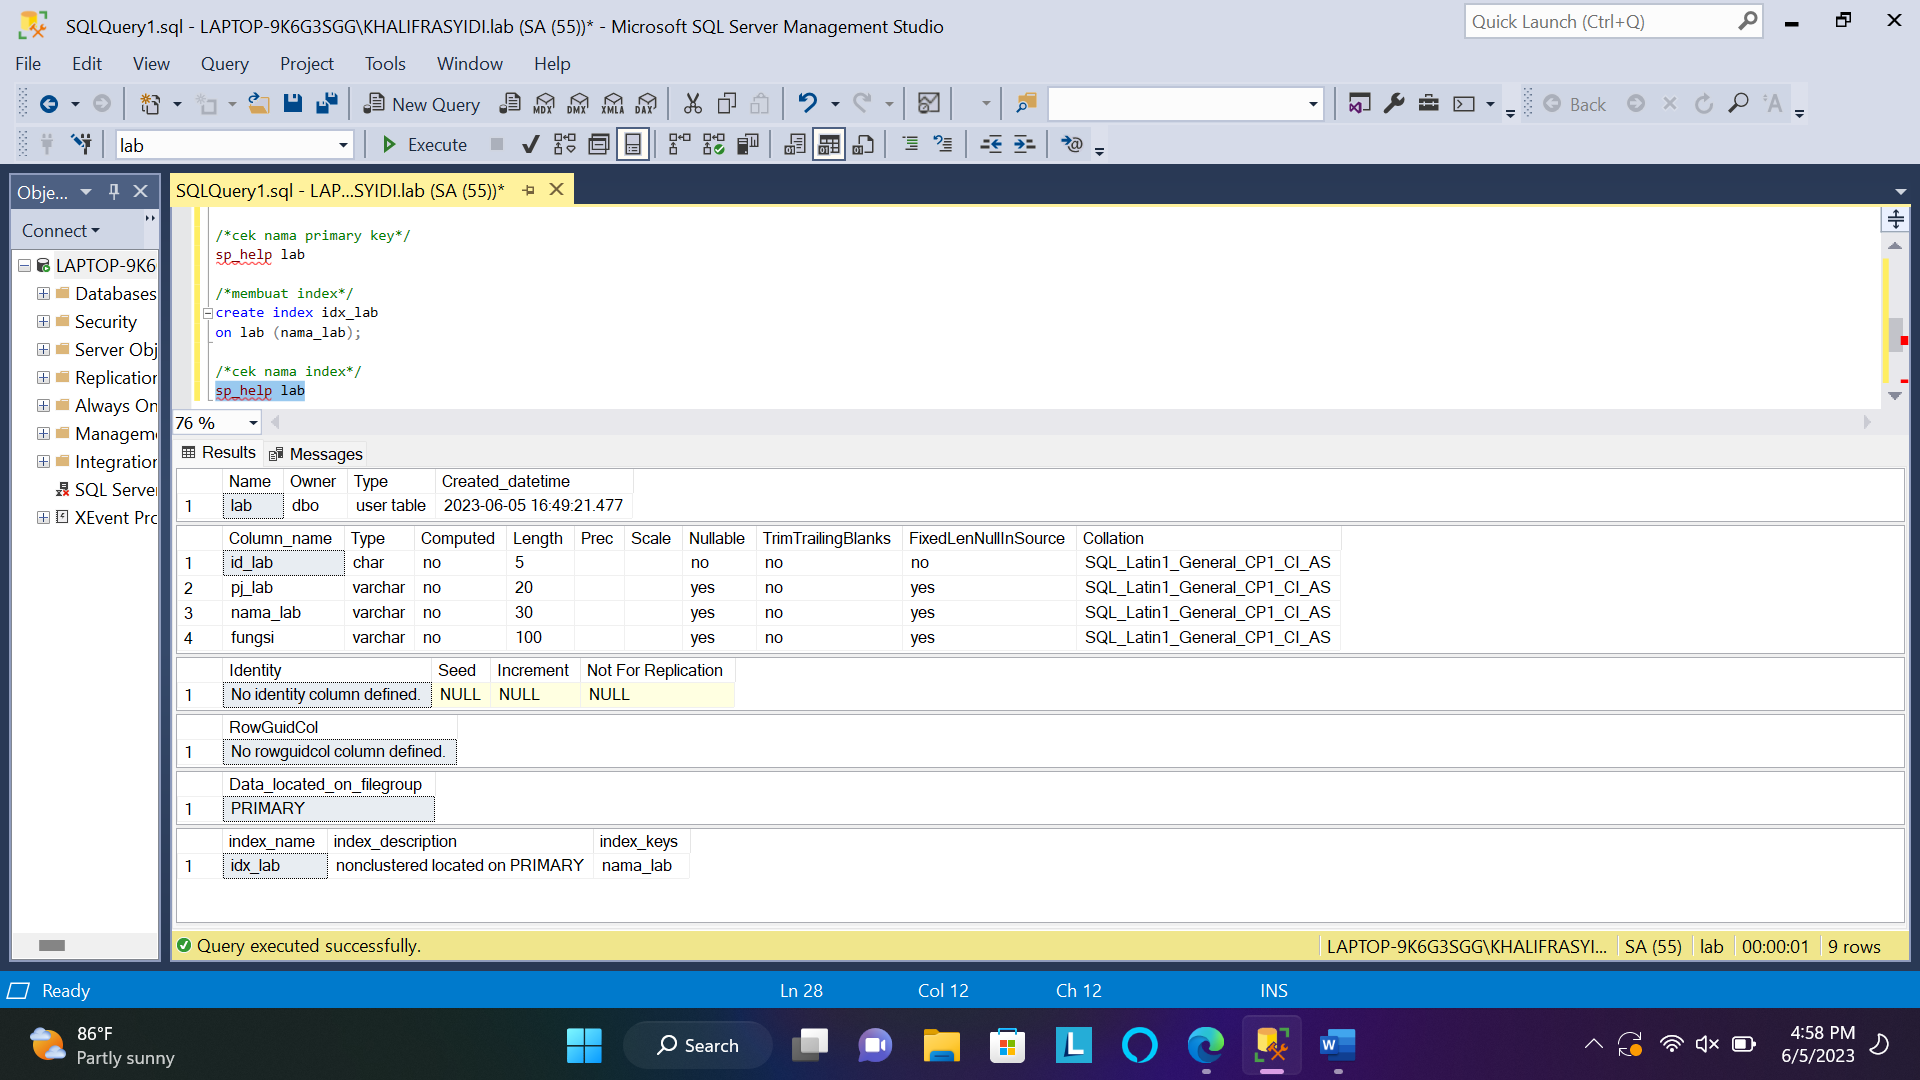 SQLQuery1.sql - LAPTOP-9K6G3SGG\KHALIFRASYIDI.lab (SA (55))* - Microsoft SQL Server Management Studio
Quick Launch (Ctrl+Q)
File Edit View Query Project Tools Window Help
New Query MDX DMX XMLA DAX Back
lab Execute
Obje...
SQLQuery1.sql - LAP...SYIDI.lab (SA (55))*
Connect
LAPTOP-9K6
Databases
Security
Server Obj
Replication
Always On
Managem
Integration
SQL Server
XEvent Pro
/*cek nama primary key*/
sp_help lab
/*membuat index*/
create index idx_lab
on lab (nama_lab);
/*cek nama index*/
sp_help lab
76 %
Results Messages
Name Owner Type Created_datetime
1 lab dbo user table 2023-06-05 16:49:21.477
Column_name Type Computed Length Prec Scale Nullable TrimTrailingBlanks FixedLenNullInSource Collation
1 id_lab char no 5 no no no SQL_Latin1_General_CP1_CI_AS
2 pj_lab varchar no 20 yes no yes SQL_Latin1_General_CP1_CI_AS
3 nama_lab varchar no 30 yes no yes SQL_Latin1_General_CP1_CI_AS
4 fungsi varchar no 100 yes no yes SQL_Latin1_General_CP1_CI_AS
Identity Seed Increment Not For Replication
1 No identity column defined. NULL NULL NULL
RowGuidCol
1 No rowguidcol column defined.
Data_located_on_filegroup
1 PRIMARY
index_name index_description index_keys
1 idx_lab nonclustered located on PRIMARY nama_lab
Query executed successfully. LAPTOP-9K6G3SGG\KHALIFRASYI... SA (55) lab 00:00:01 9 rows
Ready Ln 28 Col 12 Ch 12 INS
86°F
Partly sunny
Search
4:58 PM
6/5/2023